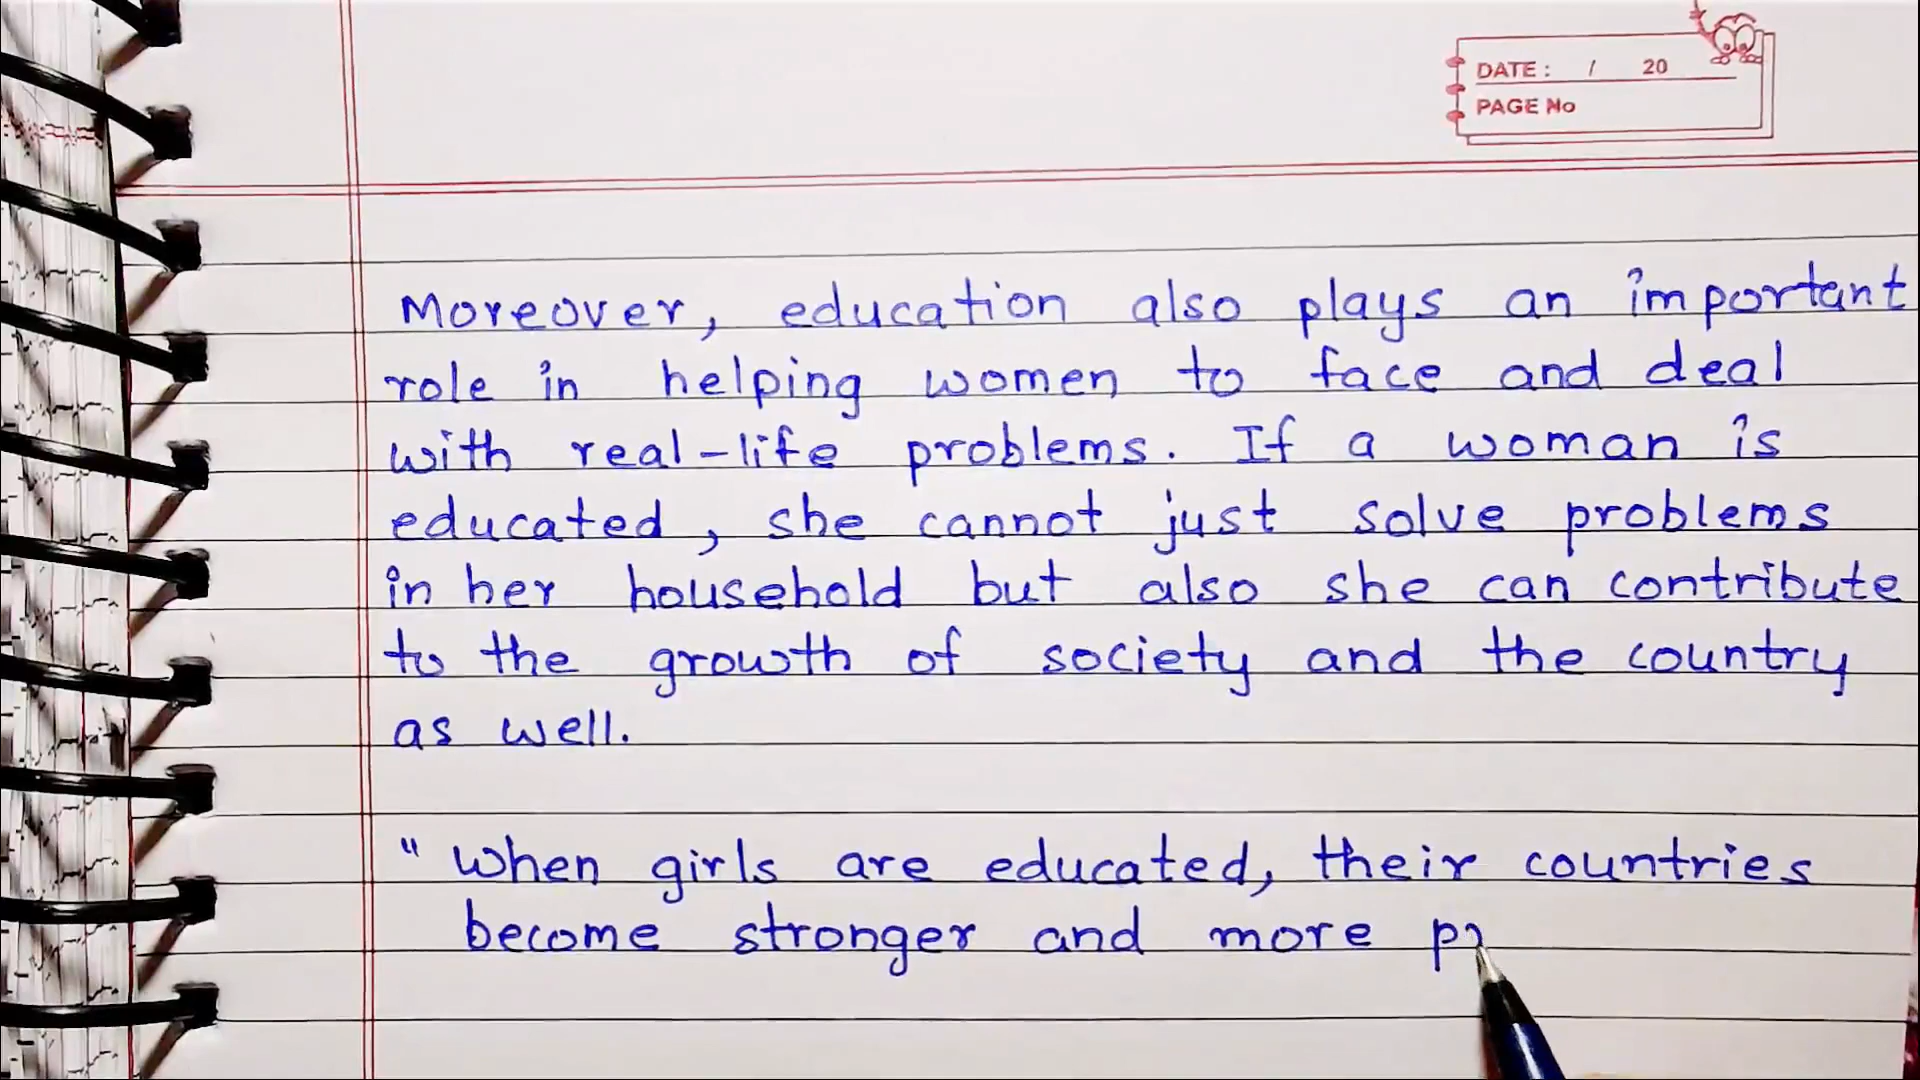 DATE : / 20
PAGE No
Moreover, education also plays an important
role in helping women to face and deal
with real-life problems. If a woman is
educated, she cannot just solve problems
in her household but also she can contribute
to the growth of society and the country
as well.
" When girls are educated, their countries
become stronger and more